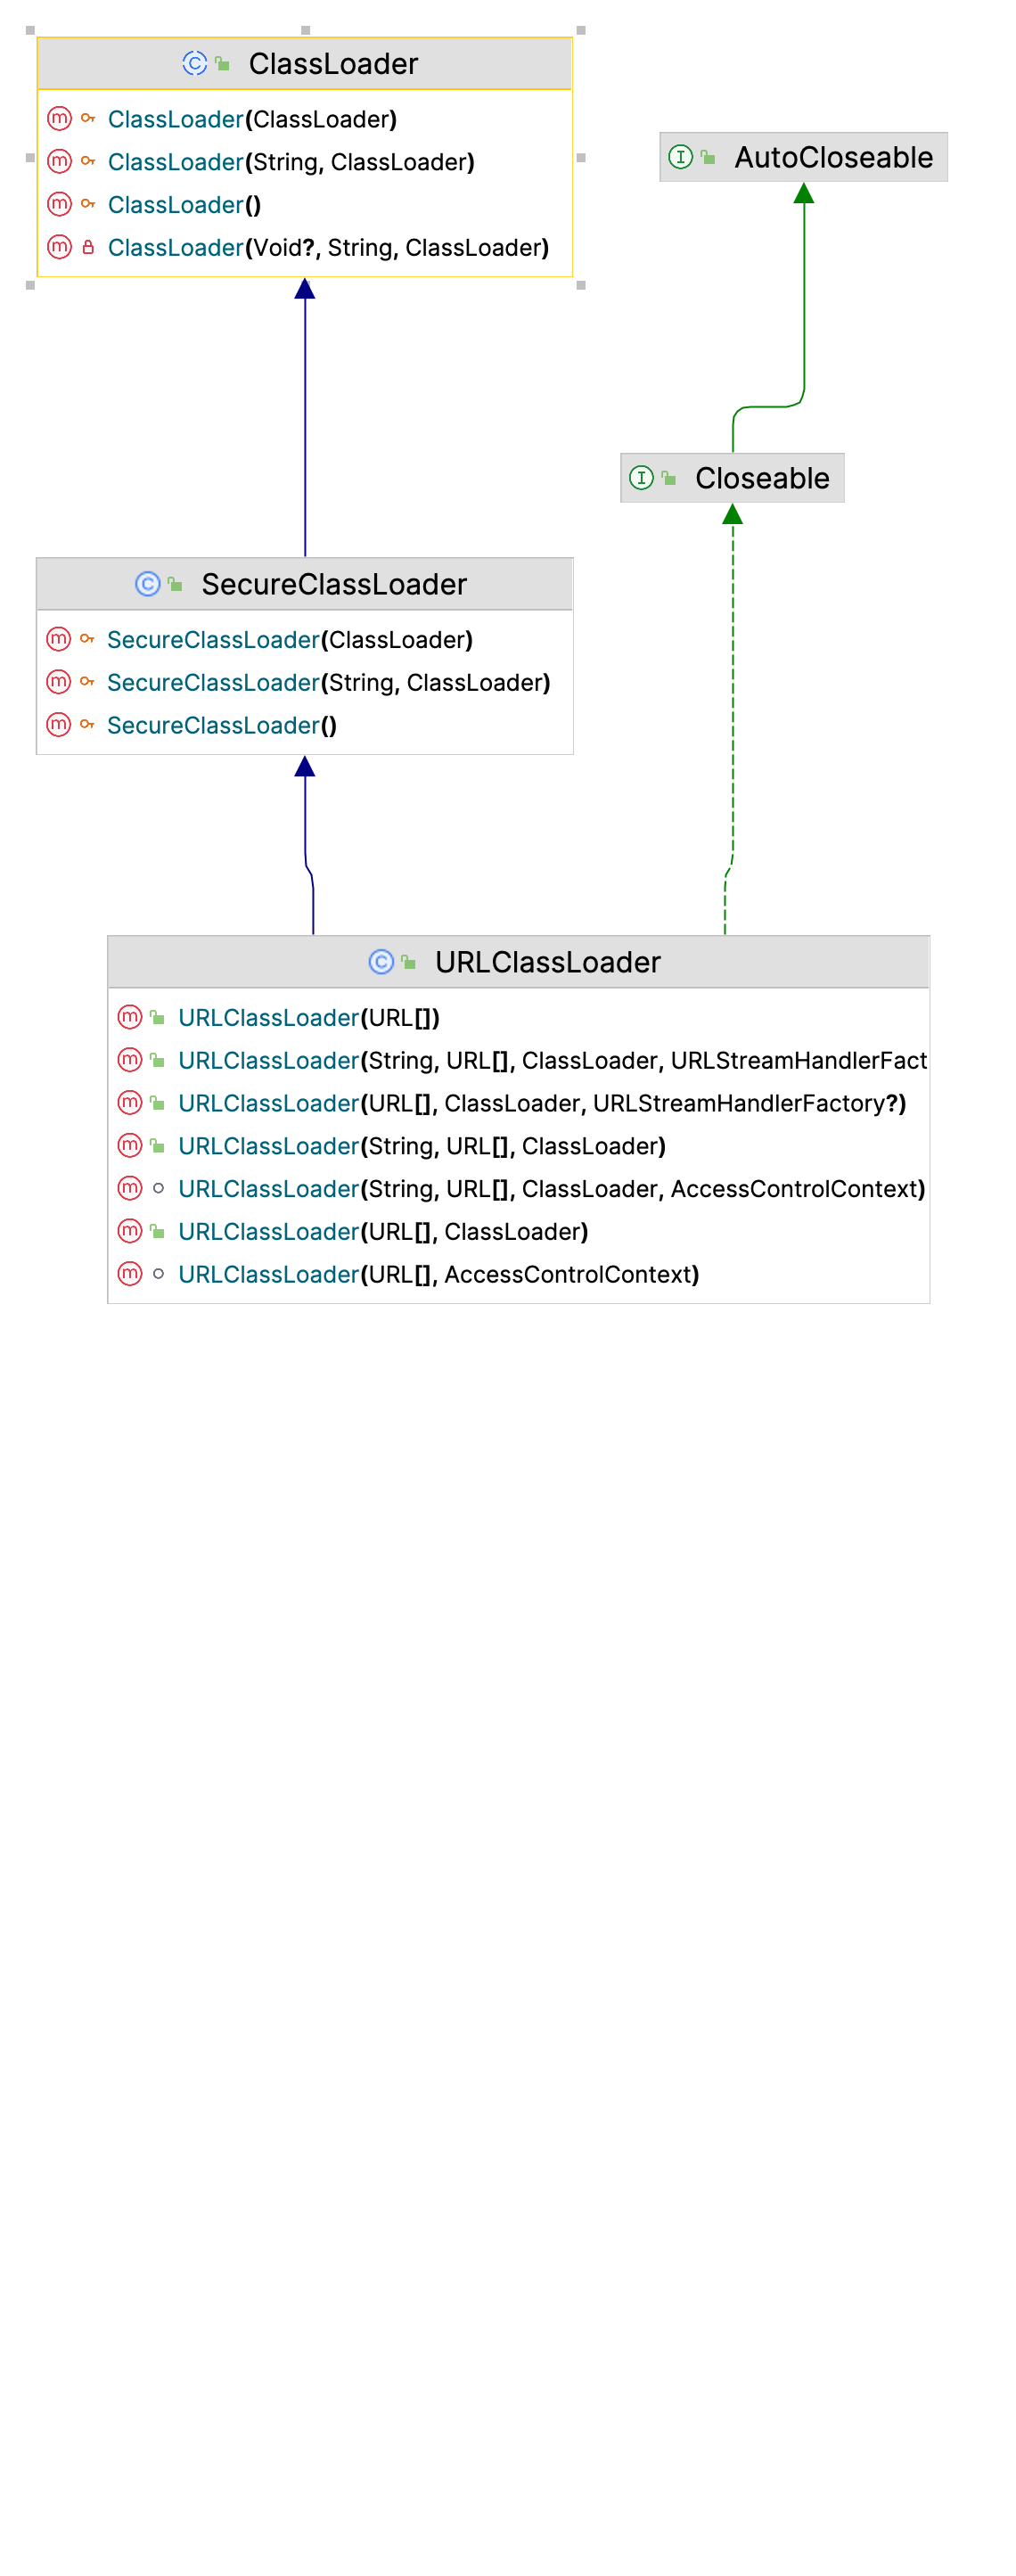 ClassLoader
ClassLoader(ClassLoader)
ClassLoader(String, ClassLoader)
ClassLoader()
ClassLoader(Void?, String, ClassLoader)
AutoCloseable
Closeable
SecureClassLoader
SecureClassLoader(ClassLoader)
SecureClassLoader(String, ClassLoader)
SecureClassLoader()
URLClassLoader
URLClassLoader(URL[])
URLClassLoader(String, URL[], ClassLoader, URLStreamHandlerFact
URLClassLoader(URL[], ClassLoader, URLStreamHandlerFactory?)
URLClassLoader(String, URL[], ClassLoader)
URLClassLoader(String, URL[], ClassLoader, AccessControlContext)
URLClassLoader(URL[], ClassLoader)
URLClassLoader(URL[], AccessControlContext)